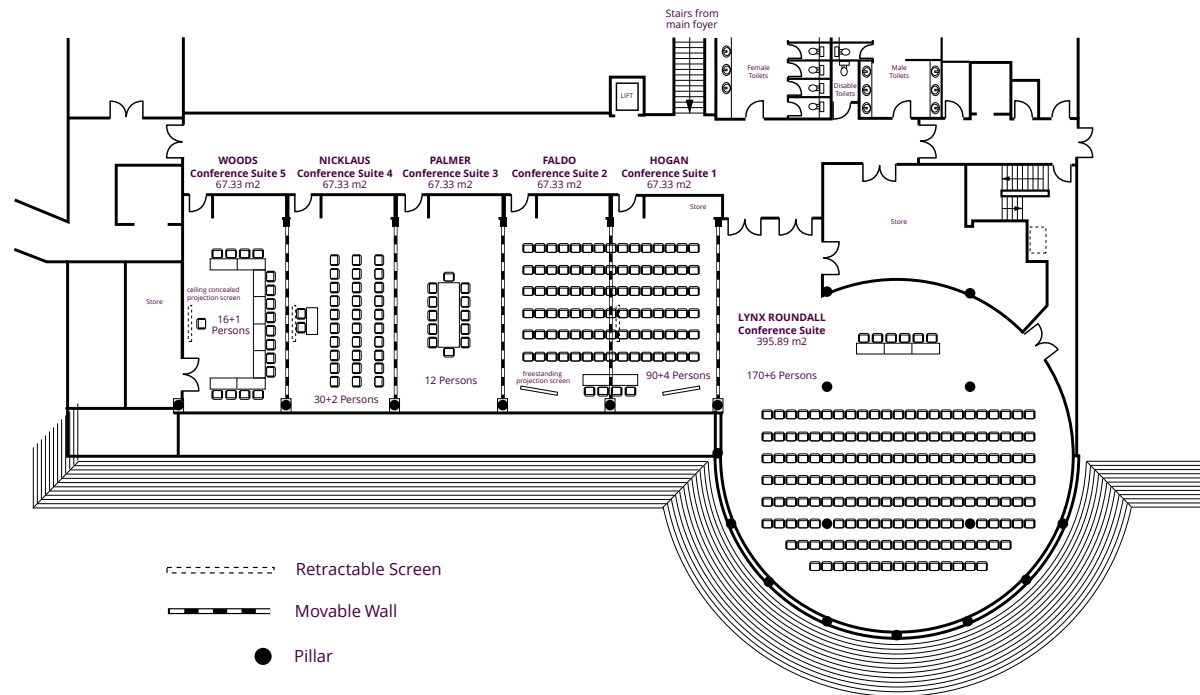 Stairs from
main foyer
Female
Toilets
Disable
Toilets
Male
Toilets
LIFT
WOODS
Conference Suite 5
67.33 m2
NICKLAUS
Conference Suite 4
67.33 m2
PALMER
Conference Suite 3
67.33 m2
FALDO
Conference Suite 2
67.33 m2
HOGAN
Conference Suite 1
67.33 m2
Store
Store
Store
ceiling concealed
projection screen
16+1
Persons
30+2 Persons
12 Persons
freestanding
projection screen
90+4 Persons
LYNX ROUNDALL
Conference Suite
395.89 m2
170+6 Persons
Retractable Screen
Movable Wall
Pillar